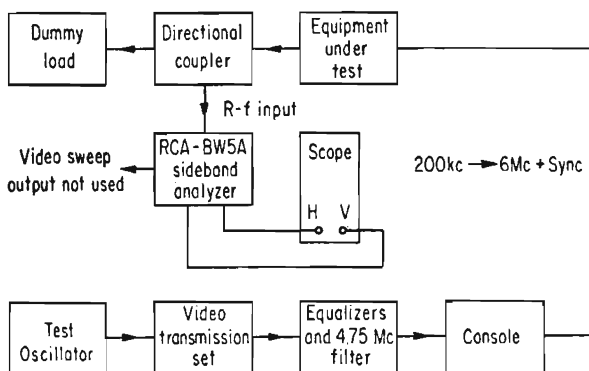 Dummy
load
Directional
coupler
Equipment
under
test
R-f input
RCA-BW5A
sideband
analyzer
Scope
H V
Video sweep
output not used
200kc → 6Mc + Sync
Test
Oscillator
Video
transmission
set
Equalizers
and 4.75 Mc
filter
Console